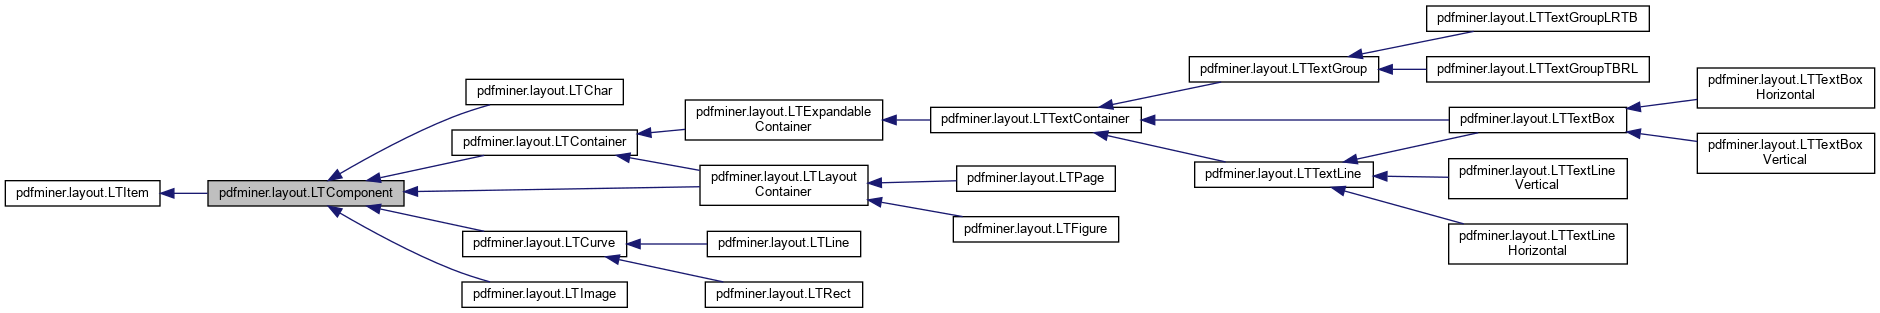 pdfminer.layout.LTItem
pdfminer.layout.LTComponent
pdfminer.layout.LTChar
pdfminer.layout.LTContainer
pdfminer.layout.LTCurve
pdfminer.layout.LTImage
pdfminer.layout.LTExpandable
Container
pdfminer.layout.LTLayout
Container
pdfminer.layout.LTLine
pdfminer.layout.LTRect
pdfminer.layout.LTTextContainer
pdfminer.layout.LTPage
pdfminer.layout.LTFigure
pdfminer.layout.LTTextGroup
pdfminer.layout.LTTextLine
pdfminer.layout.LTTextGroupLRTB
pdfminer.layout.LTTextGroupTBRL
pdfminer.layout.LTTextBox
pdfminer.layout.LTTextLine
Vertical
pdfminer.layout.LTTextLine
Horizontal
pdfminer.layout.LTTextBox
Horizontal
pdfminer.layout.LTTextBox
Vertical